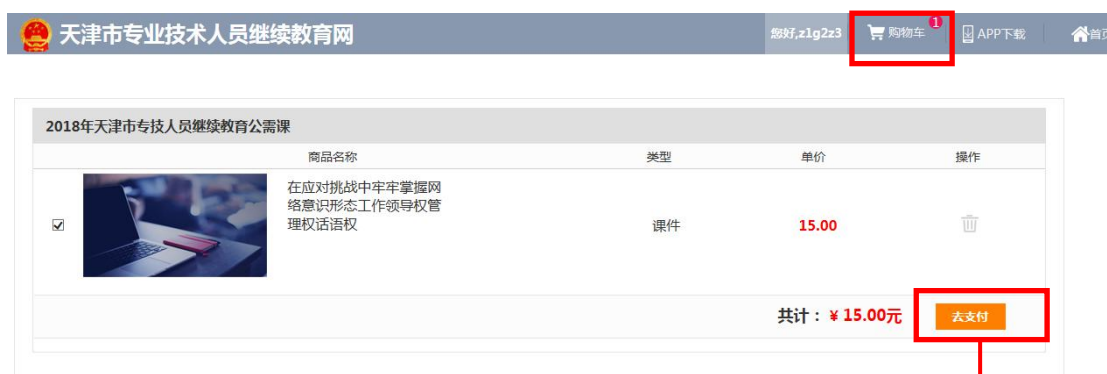 天津市专业技术人员继续教育网
您好,z1g2z3
购物车
1
APP下载
首页
2018年天津市专技人员继续教育公需课
商品名称 类型 单价 操作
在应对挑战中牢牢掌握网
络意识形态工作领导权管
理权话语权
课件
15.00
共计：¥ 15.00元
去支付